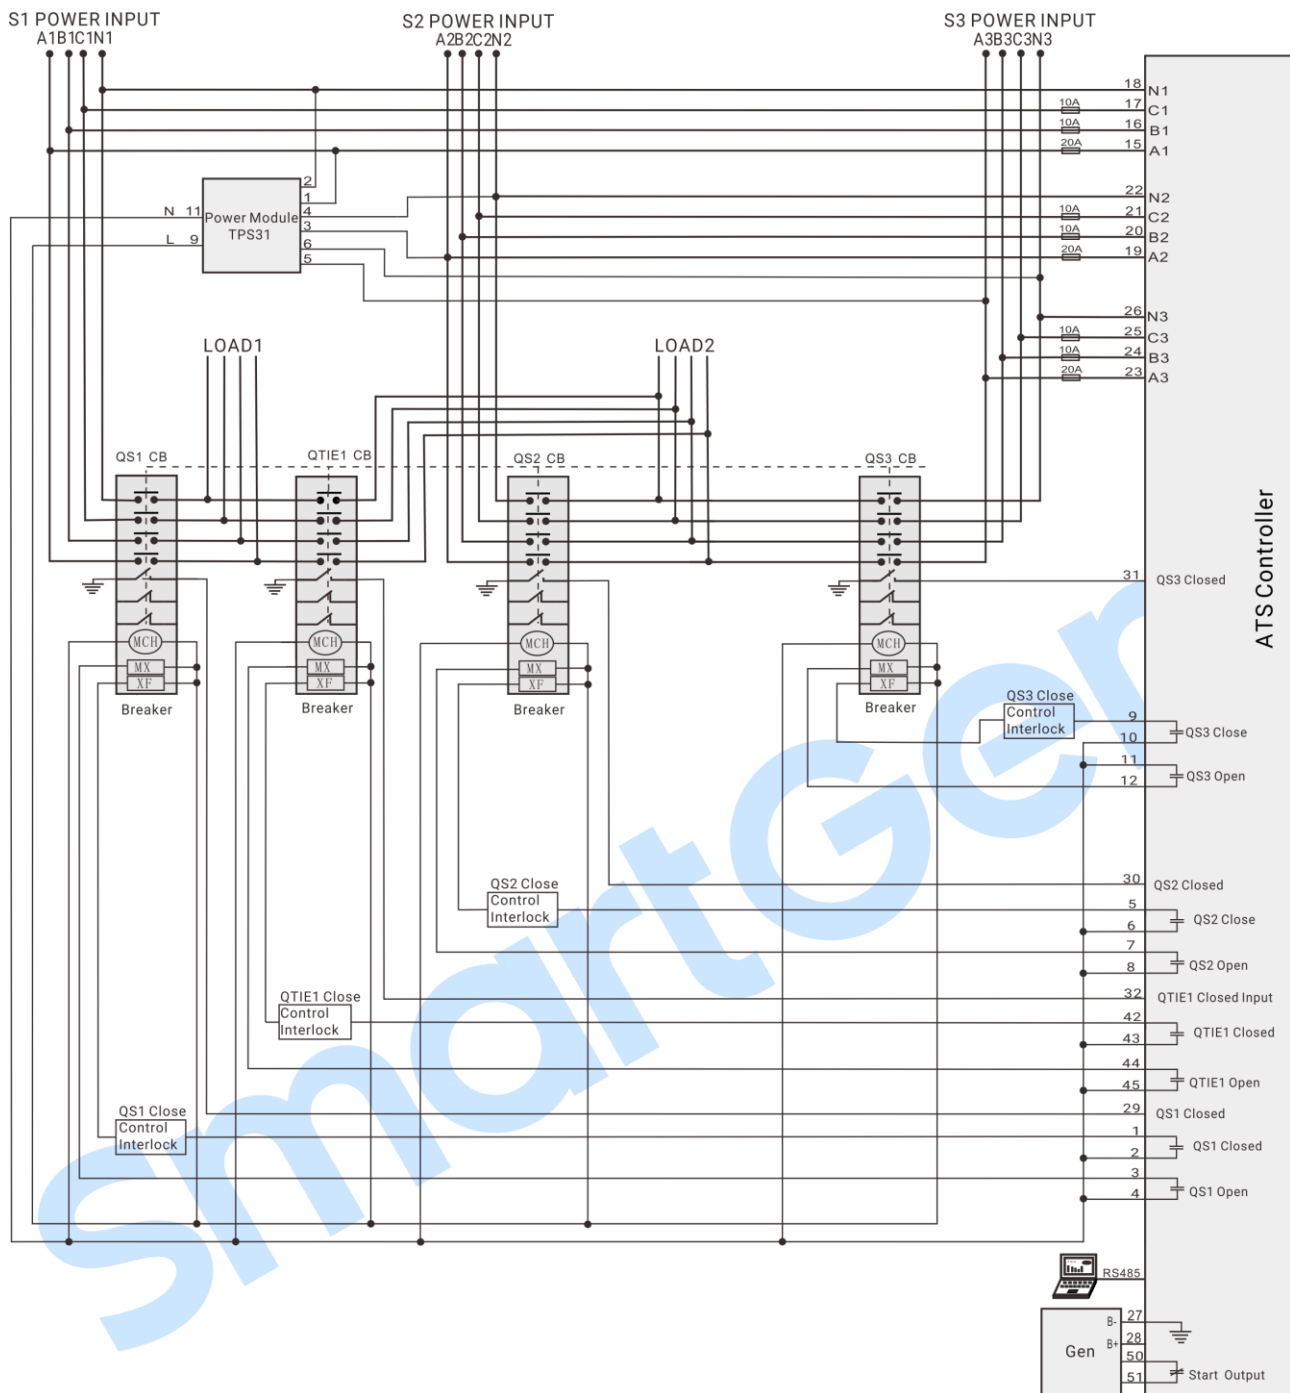 S1 POWER INPUT
A1B1C1N1
S2 POWER INPUT
A2B2C2N2
S3 POWER INPUT
A3B3C3N3
18 N1
10A 17 C1
10A 16 B1
20A 15 A1
22 N2
10A 21 C2
10A 20 B2
20A 19 A2
26 N3
10A 25 C3
10A 24 B3
20A 23 A3
2
1
4
3
6
5
N 11
L 9
Power Module
TPS31
LOAD1
LOAD2
QS1 CB
QTIE1 CB
QS2 CB
QS3 CB
MCH
MX
XF
Breaker
MCH
MX
XF
Breaker
MCH
MX
XF
Breaker
MCH
MX
XF
Breaker
ATS Controller
31 QS3 Closed
QS3 Close
Control
Interlock
9
10
QS3 Close
11
12
QS3 Open
30 QS2 Closed
QS2 Close
Control
Interlock
5
6
QS2 Close
7
8
QS2 Open
32 QTIE1 Closed Input
QTIE1 Close
Control
Interlock
42
43
QTIE1 Closed
44
45
QTIE1 Open
29 QS1 Closed
QS1 Close
Control
Interlock
1
2
QS1 Closed
3
4
QS1 Open
RS485
Gen
B- 27
B+ 28
50
51
Start Output
SmartGen